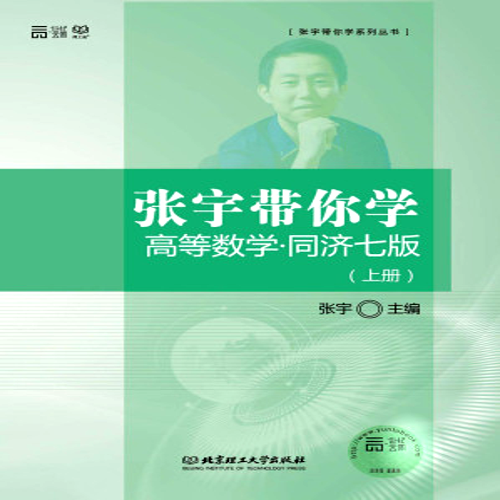 [ 张宇带你学系列丛书 ]
张宇带你学
高等数学·同济七版
（上册）
张宇 主编
北京理工大学出版社
BEIJING INSTITUTE OF TECHNOLOGY PRESS